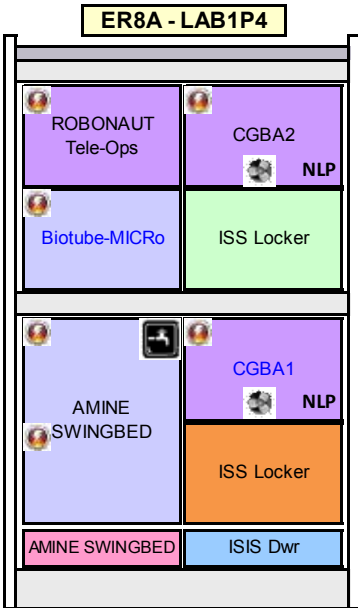 ER8A - LAB1P4
ROBONAUT
Tele-Ops
CGBA2
NLP
Biotube-MICRo
ISS Locker
AMINE
SWINGBED
CGBA1
NLP
ISS Locker
AMINE SWINGBED
ISIS Dwr